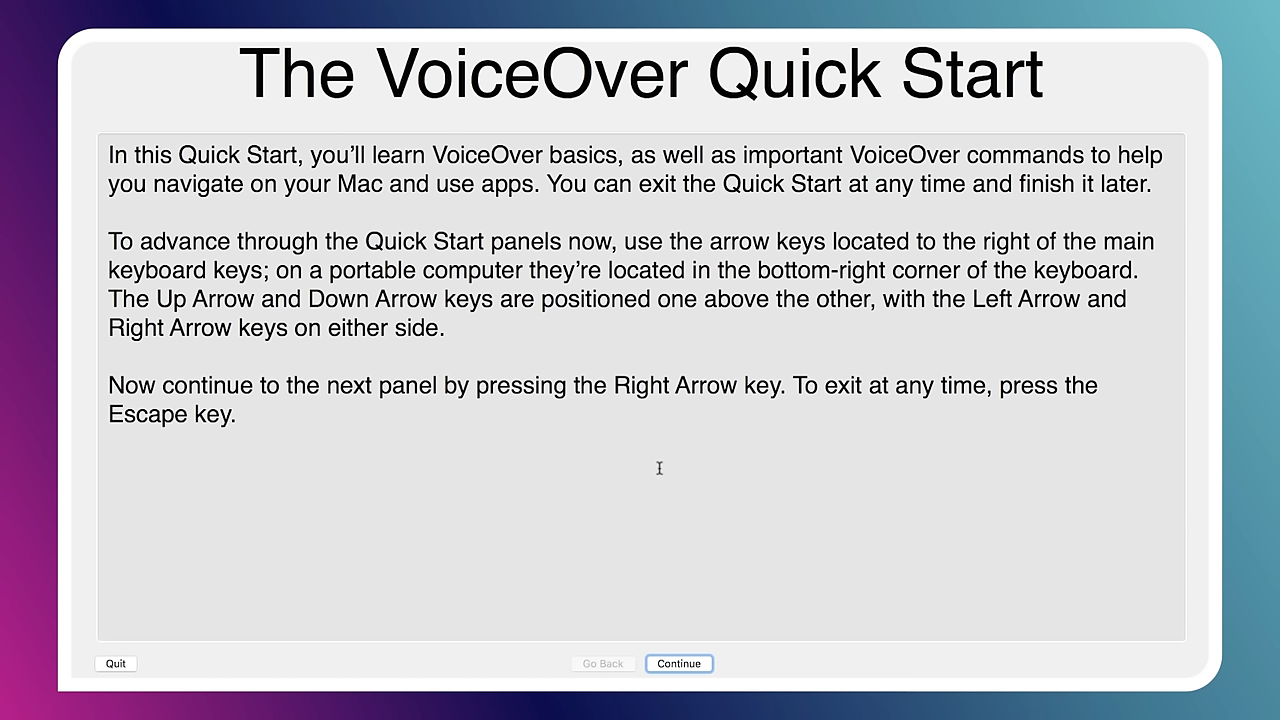 The VoiceOver Quick Start
In this Quick Start, you’ll learn VoiceOver basics, as well as important VoiceOver commands to help
you navigate on your Mac and use apps. You can exit the Quick Start at any time and finish it later.
To advance through the Quick Start panels now, use the arrow keys located to the right of the main
keyboard keys; on a portable computer they’re located in the bottom-right corner of the keyboard.
The Up Arrow and Down Arrow keys are positioned one above the other, with the Left Arrow and
Right Arrow keys on either side.
Now continue to the next panel by pressing the Right Arrow key. To exit at any time, press the
Escape key.
Quit
Go Back
Continue